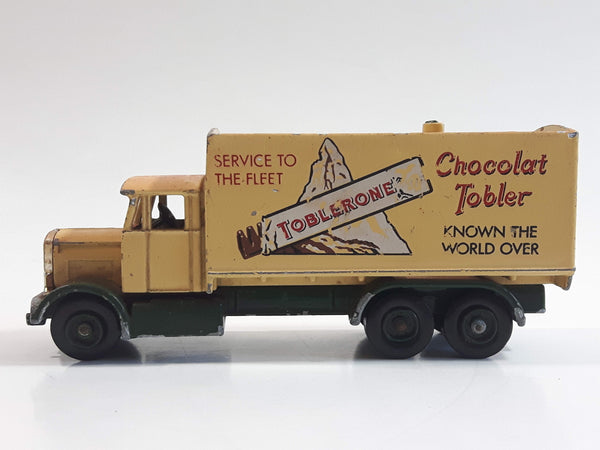 SERVICE TO
THE·FLEET
TOBLERONE
Chocolat
Tobler
KNOWN THE
WORLD OVER